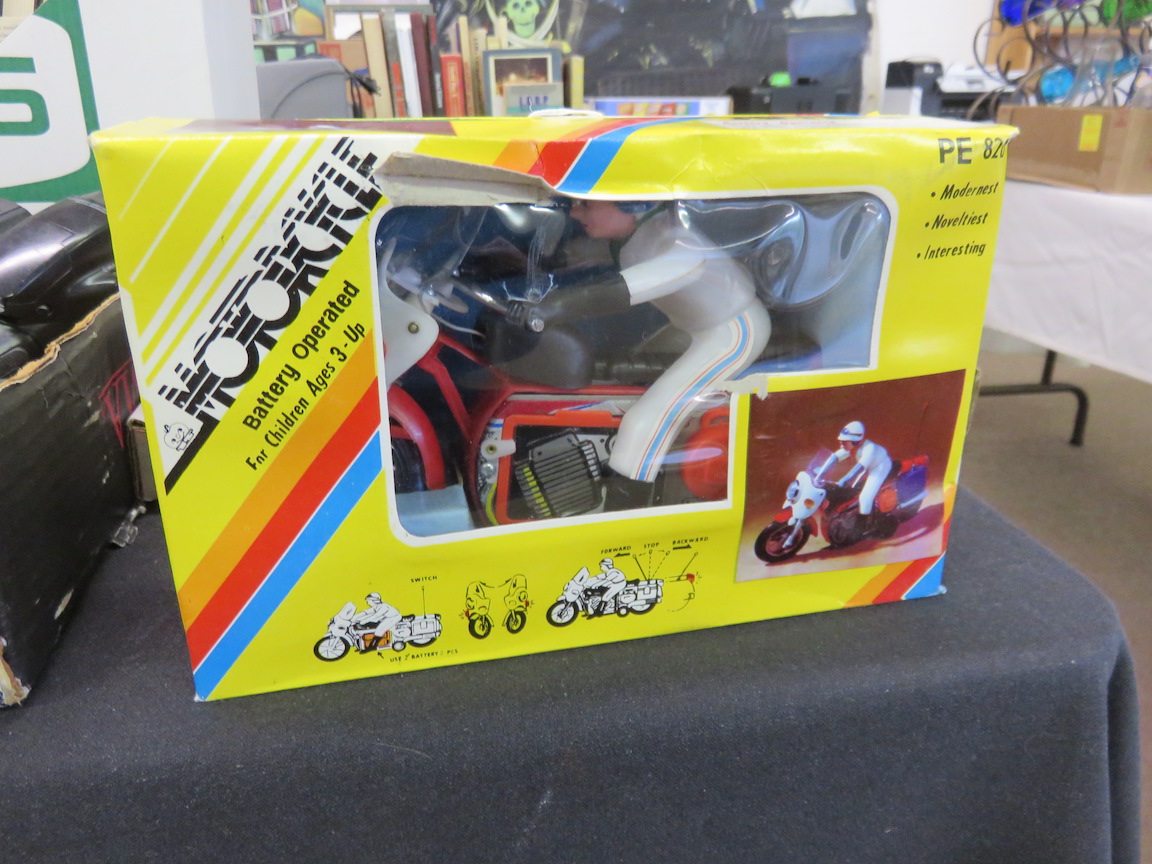 MOTORCYCLE
Battery Operated
For Children Ages 3 - Up
PE 820
• Modernest
• Noveltiest
• Interesting
SWITCH
FORWARD STOP BACKWARD